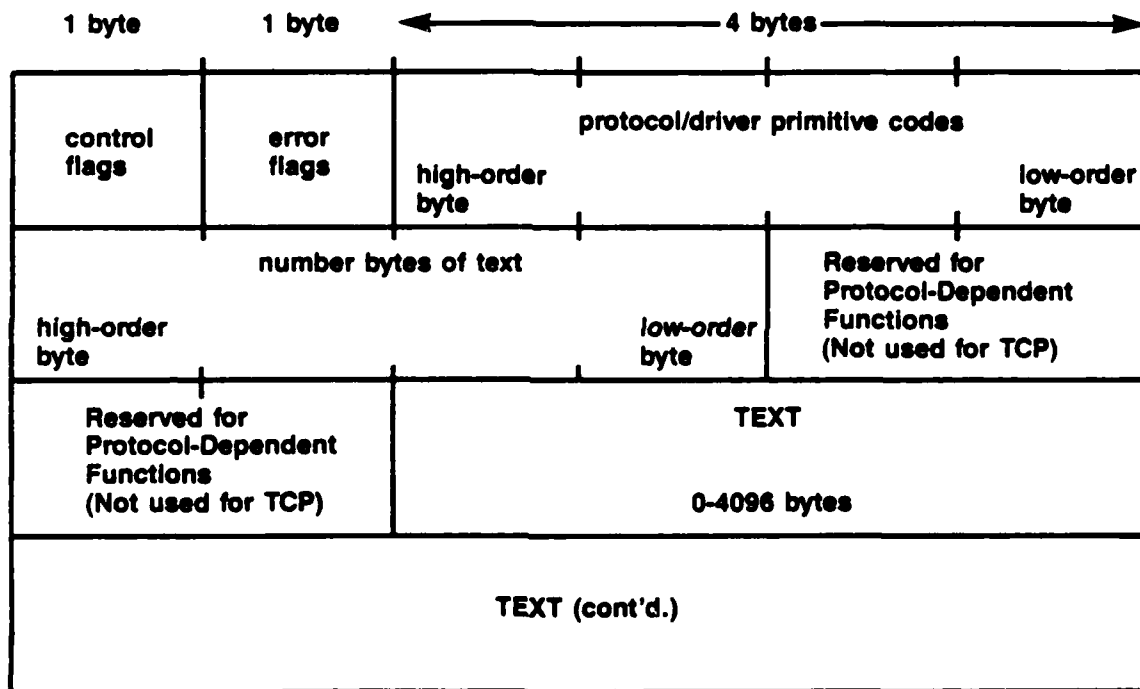 1 byte
1 byte
4 bytes
control
flags
error
flags
protocol/driver primitive codes
high-order
byte
low-order
byte
number bytes of text
high-order
byte
low-order
byte
Reserved for
Protocol-Dependent
Functions
(Not used for TCP)
Reserved for
Protocol-Dependent
Functions
(Not used for TCP)
TEXT
0-4096 bytes
TEXT (cont'd.)